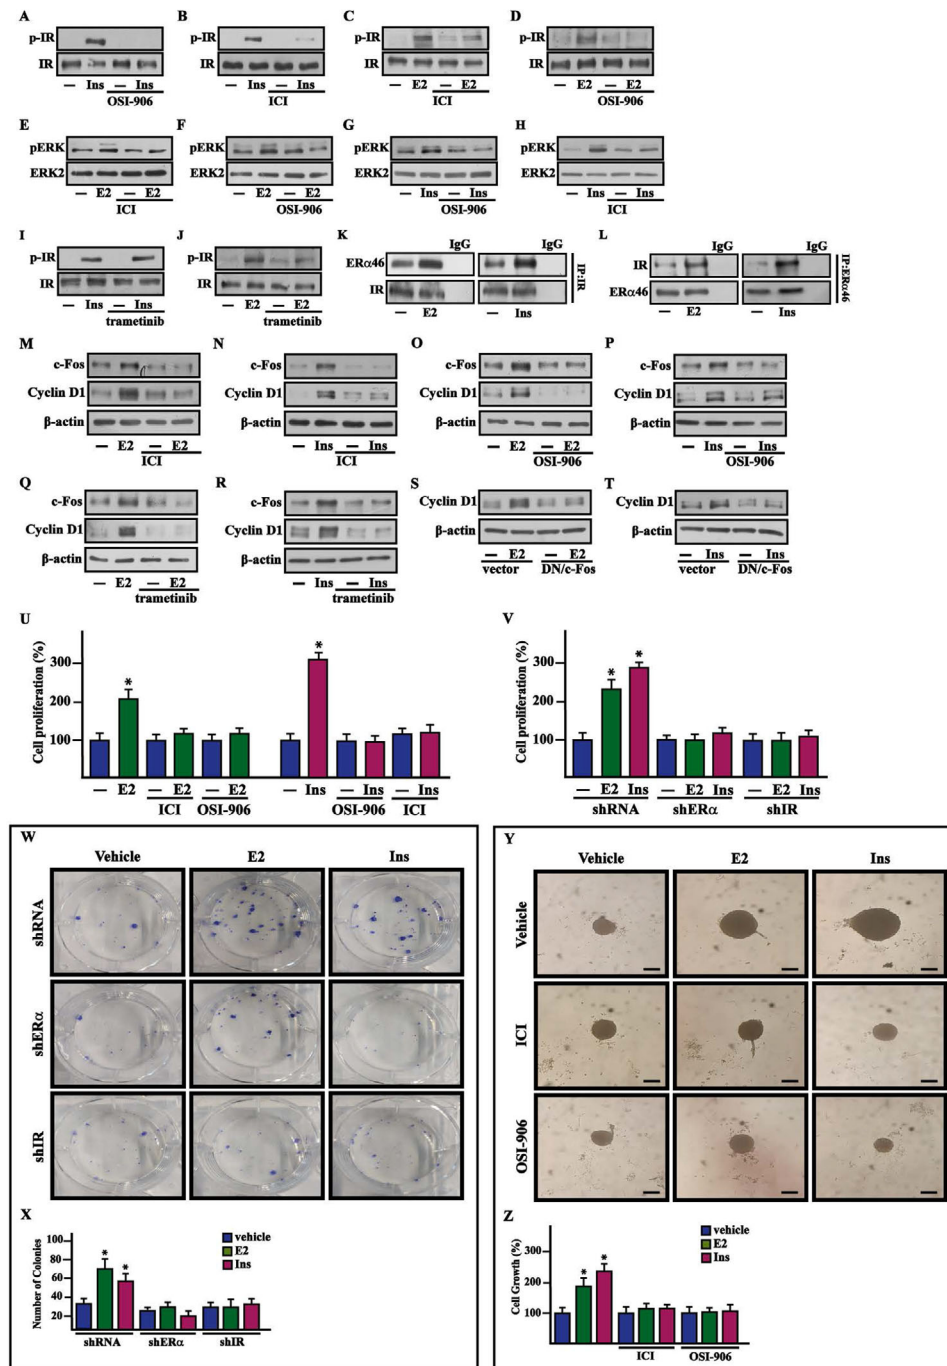 A B C D
p-IR p-IR p-IR p-IR
IR IR IR IR
— Ins — Ins — Ins — Ins — E2 — E2 — E2 — E2
OSI-906 ICI ICI OSI-906
E F G H
pERK pERK pERK pERK
ERK2 ERK2 ERK2 ERK2
— E2 — E2 — E2 — E2 — Ins — Ins — Ins — Ins
ICI OSI-906 OSI-906 ICI
I J K L
IgG IgG IgG IgG
p-IR p-IR ERα46 IR
IR IR IR ERα46
IP:IR IP:ERα46
— Ins — Ins — E2 — E2 — E2 — Ins — E2 — Ins
trametinib trametinib
M N O P
c-Fos c-Fos c-Fos c-Fos
Cyclin D1 Cyclin D1 Cyclin D1 Cyclin D1
β-actin β-actin β-actin β-actin
— E2 — E2 — Ins — Ins — E2 — E2 — Ins — Ins
ICI ICI OSI-906 OSI-906
Q R S T
c-Fos c-Fos Cyclin D1 Cyclin D1
Cyclin D1 Cyclin D1 β-actin β-actin
β-actin β-actin
— E2 — E2 — Ins — Ins — E2 — E2 — Ins — Ins
trametinib trametinib vector DN/c-Fos vector DN/c-Fos
U
Cell proliferation (%)
300
200
100
* *
— E2 — E2 — E2 — Ins — Ins — Ins
ICI OSI-906 OSI-906 ICI
V
Cell proliferation (%)
300
200
100
* *
— E2 Ins — E2 Ins — E2 Ins
shRNA shERα shIR
W
Vehicle E2 Ins
shRNA
shERα
shIR
X
Number of Colonies
100
80
60
40
20
* *
vehicle
E2
Ins
shRNA shERα shIR
Y
Vehicle E2 Ins
Vehicle
ICI
OSI-906
Z
Cell Growth (%)
300
200
100
* *
vehicle
E2
Ins
ICI OSI-906